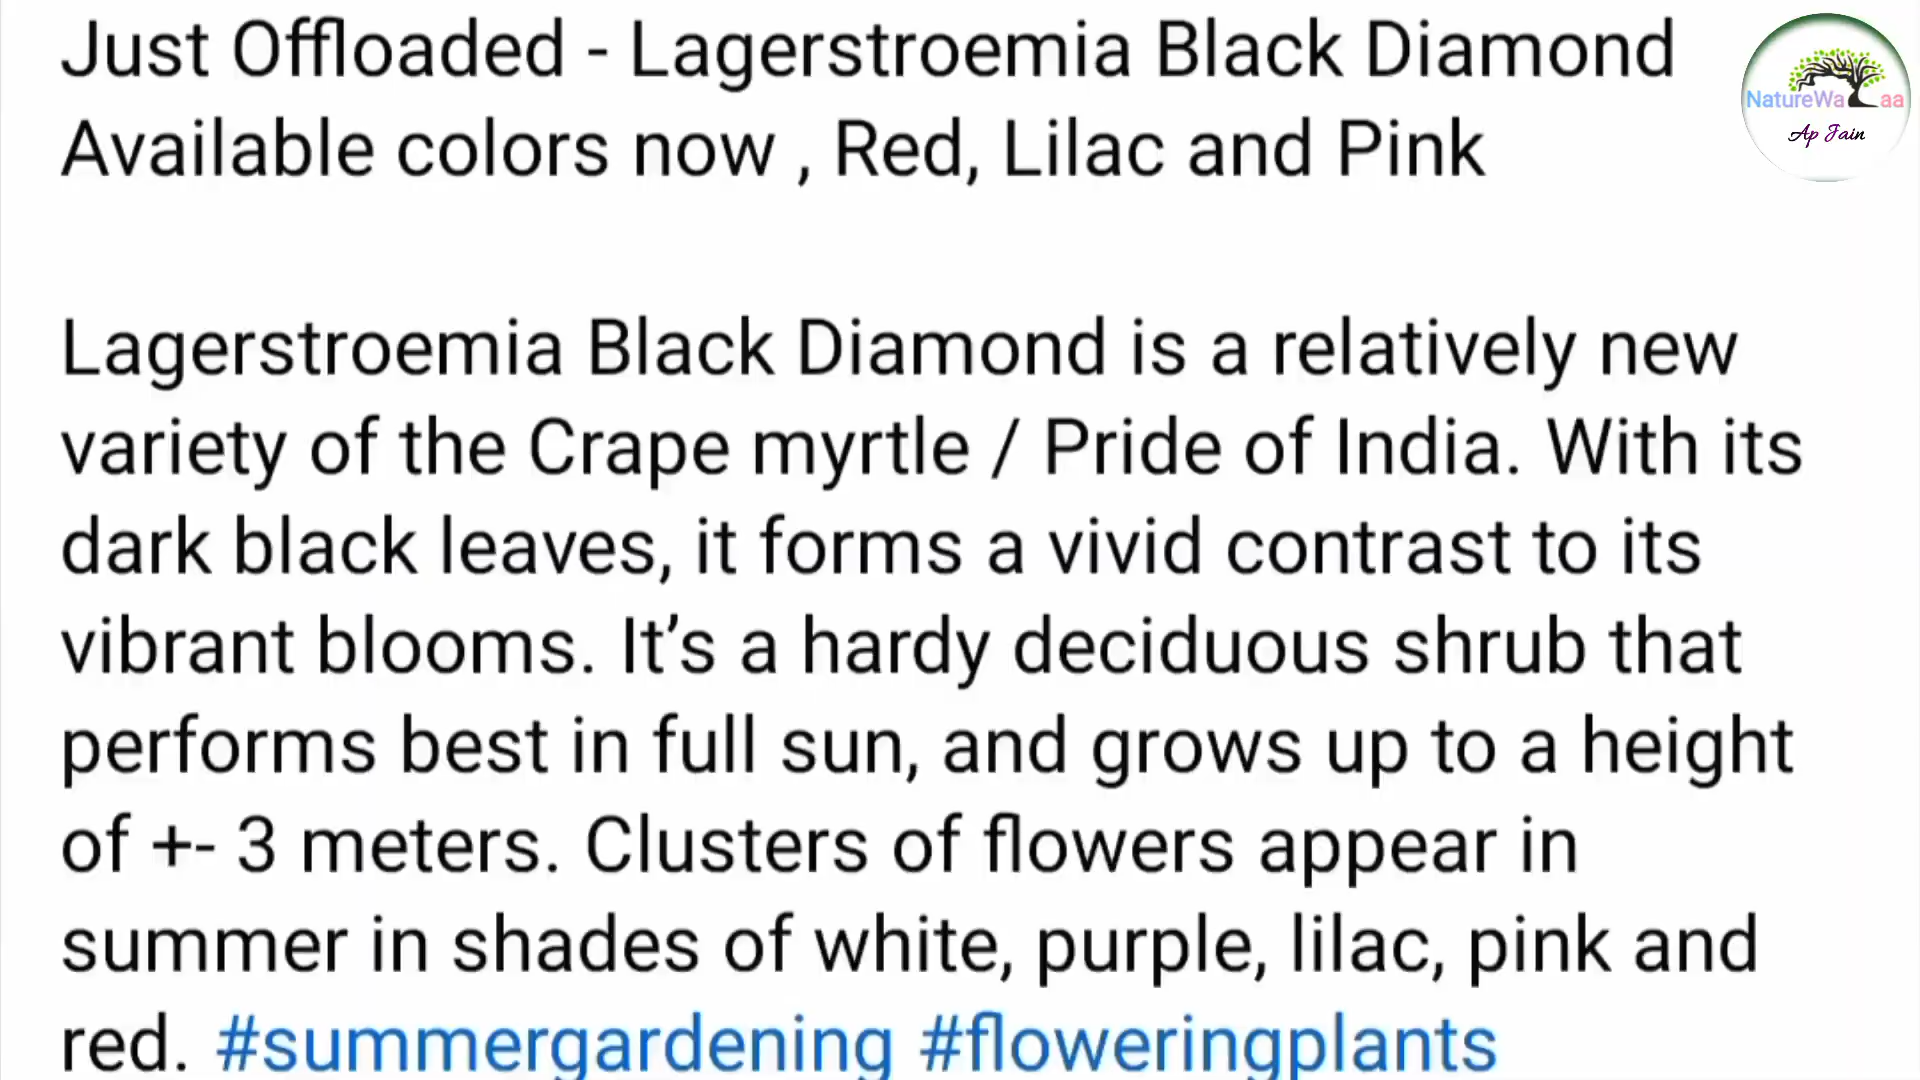 Just Offloaded - Lagerstroemia Black Diamond
Available colors now , Red, Lilac and Pink
NatureWa aa
Ap Jain
Lagerstroemia Black Diamond is a relatively new
variety of the Crape myrtle / Pride of India. With its
dark black leaves, it forms a vivid contrast to its
vibrant blooms. It’s a hardy deciduous shrub that
performs best in full sun, and grows up to a height
of +- 3 meters. Clusters of flowers appear in
summer in shades of white, purple, lilac, pink and
red. #summergardening #floweringplants